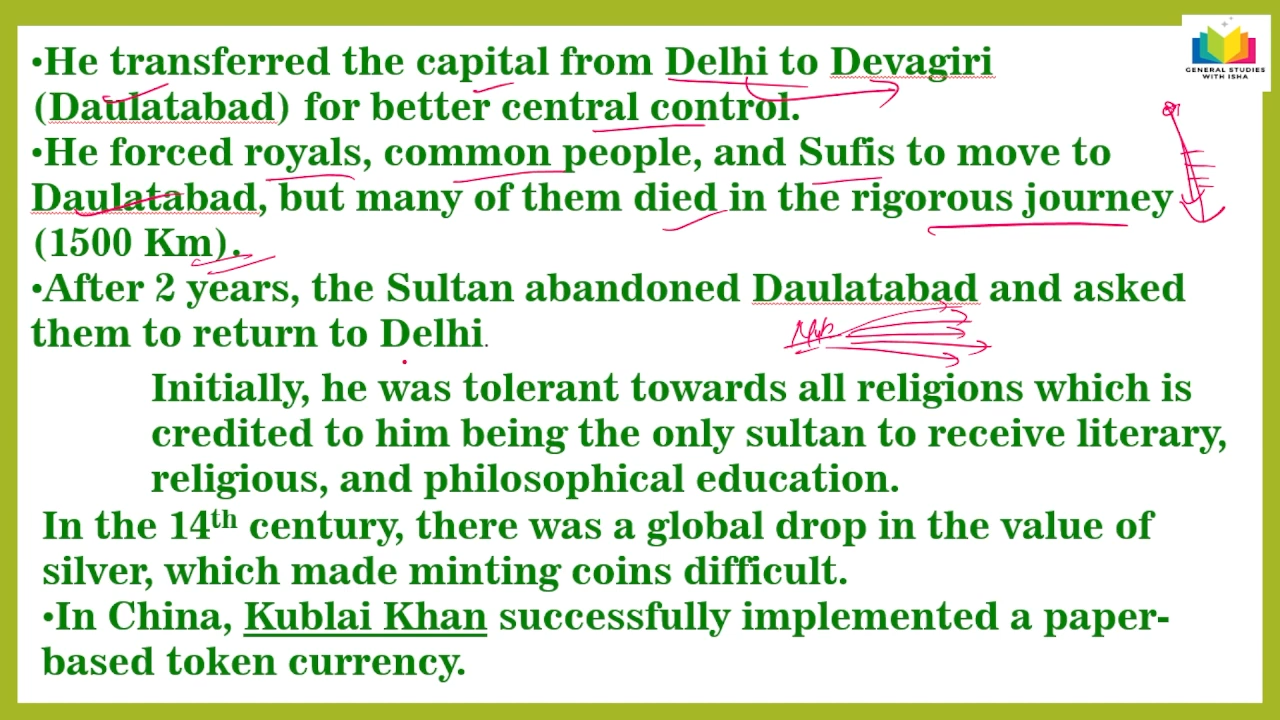 •He transferred the capital from Delhi to Devagiri
(Daulatabad) for better central control.
•He forced royals, common people, and Sufis to move to
Daulatabad, but many of them died in the rigorous journey
(1500 Km).
•After 2 years, the Sultan abandoned Daulatabad and asked
them to return to Delhi.
Initially, he was tolerant towards all religions which is
credited to him being the only sultan to receive literary,
religious, and philosophical education.
In the 14th century, there was a global drop in the value of
silver, which made minting coins difficult.
•In China, Kublai Khan successfully implemented a paper-
based token currency.
GENERAL STUDIES
WITH ISHA